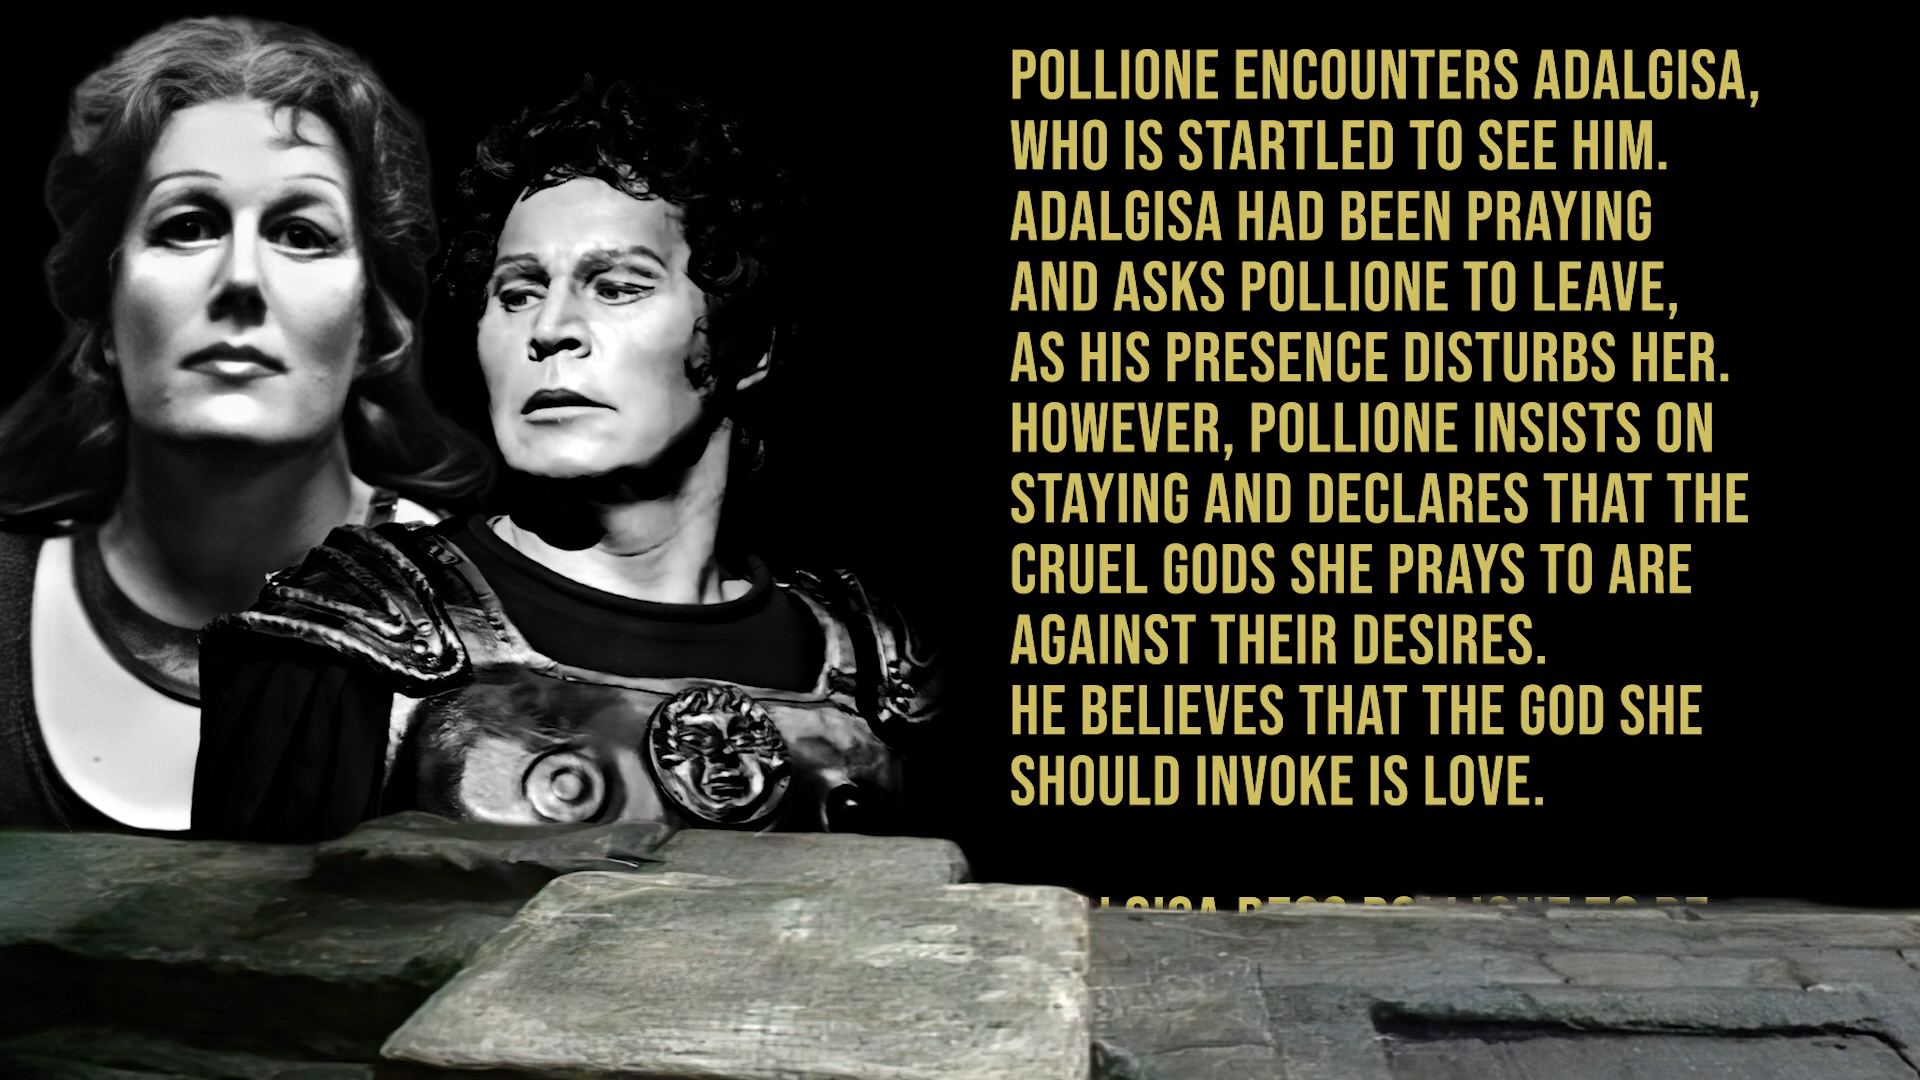 POLLIONE ENCOUNTERS ADALGISA,
WHO IS STARTLED TO SEE HIM.
ADALGISA HAD BEEN PRAYING
AND ASKS POLLIONE TO LEAVE,
AS HIS PRESENCE DISTURBS HER.
HOWEVER, POLLIONE INSISTS ON
STAYING AND DECLARES THAT THE
CRUEL GODS SHE PRAYS TO ARE
AGAINST THEIR DESIRES.
HE BELIEVES THAT THE GOD SHE
SHOULD INVOKE IS LOVE.